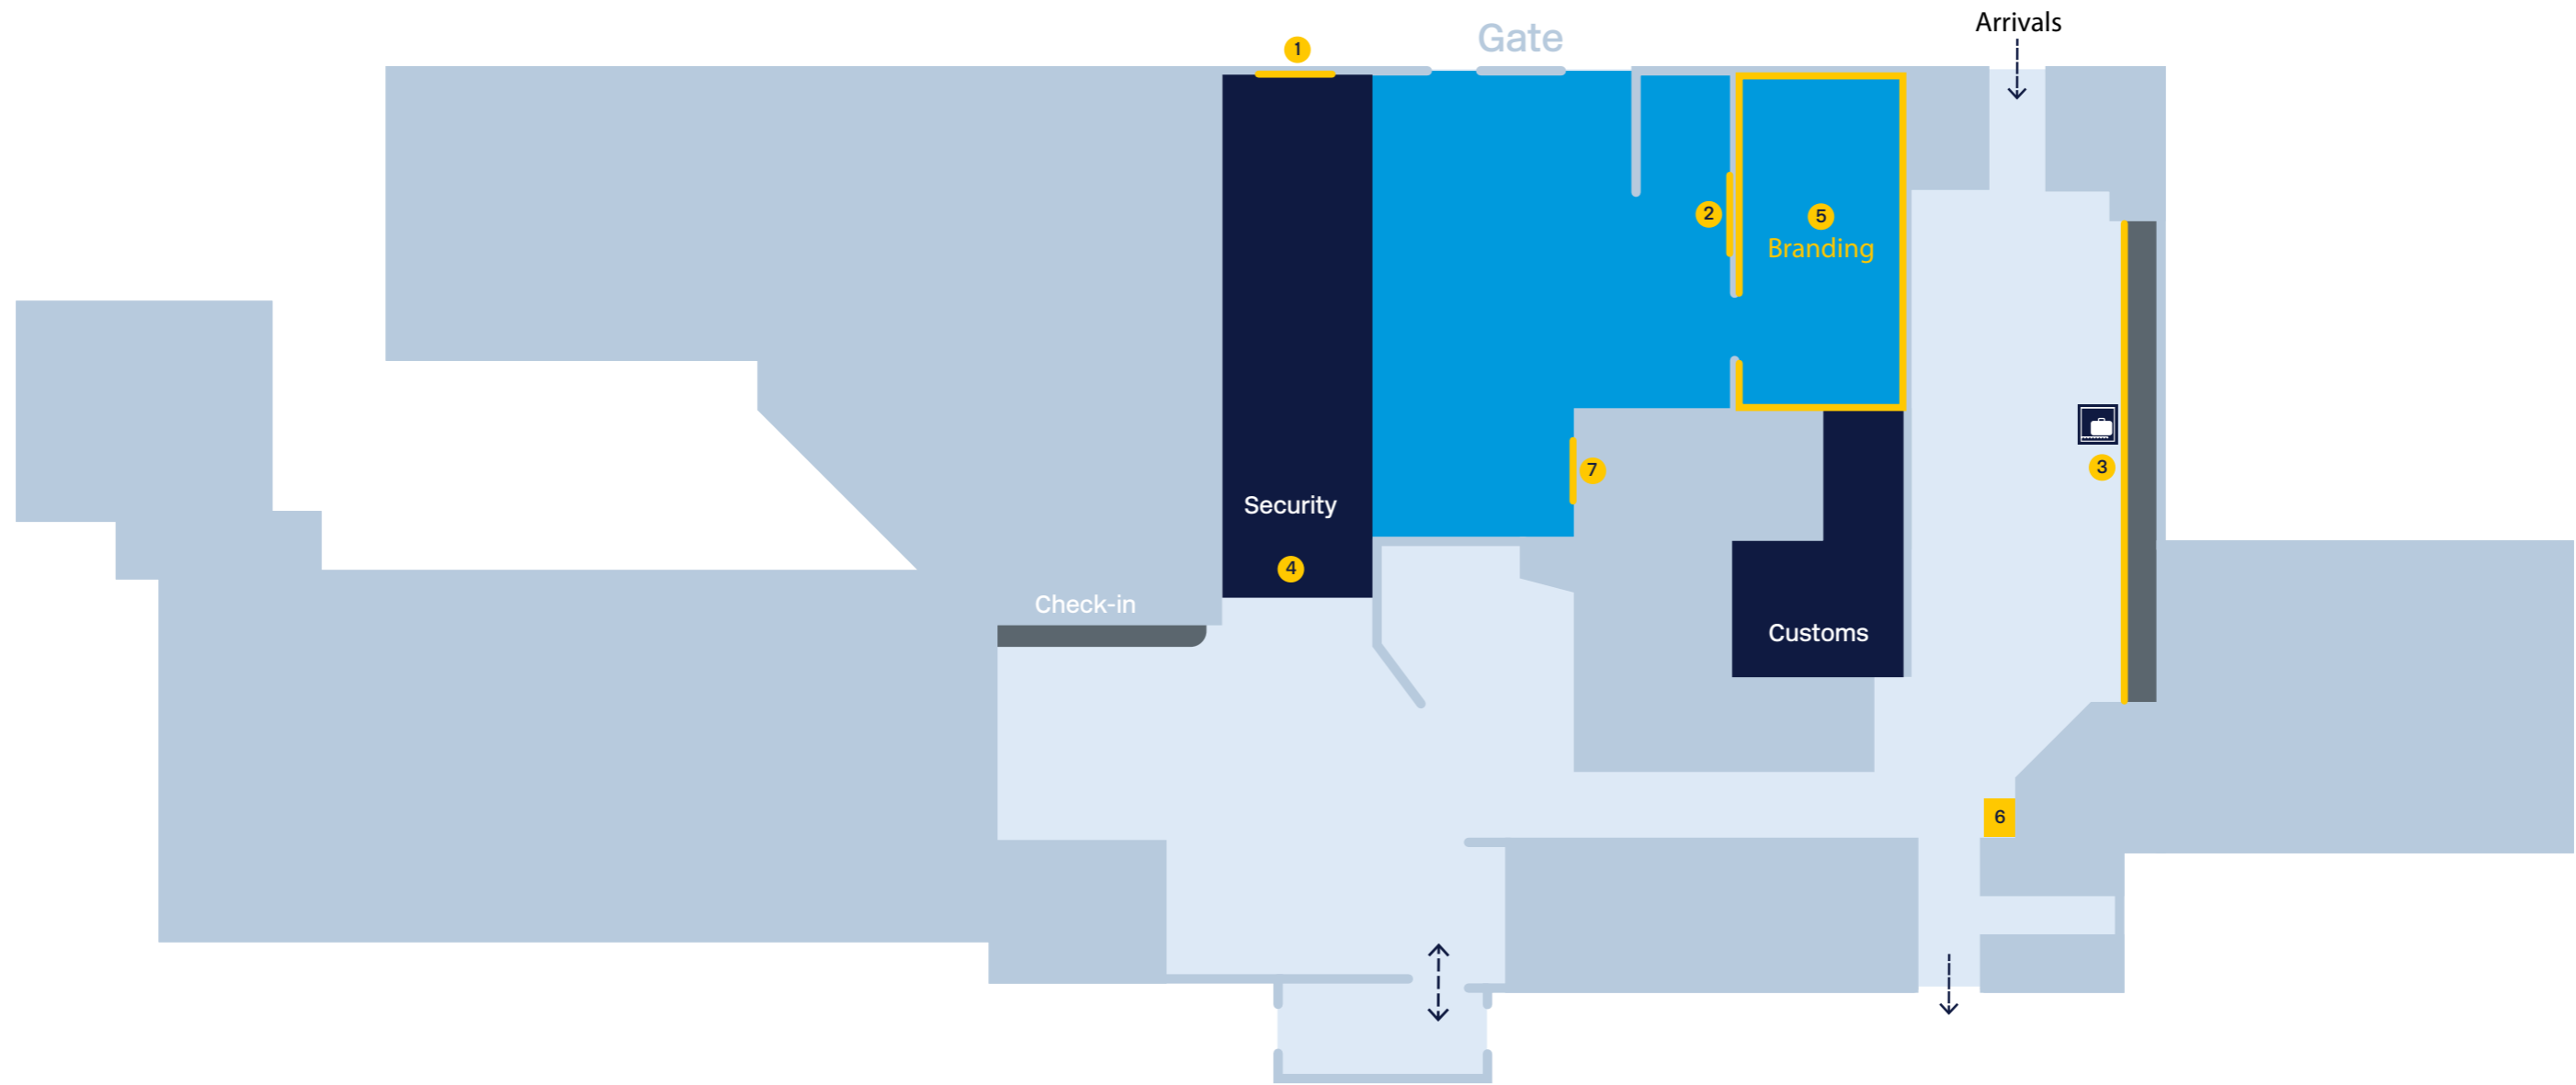 Arrivals
Gate
1
2
5
Branding
3
7
Security
4
Check-in
Customs
6